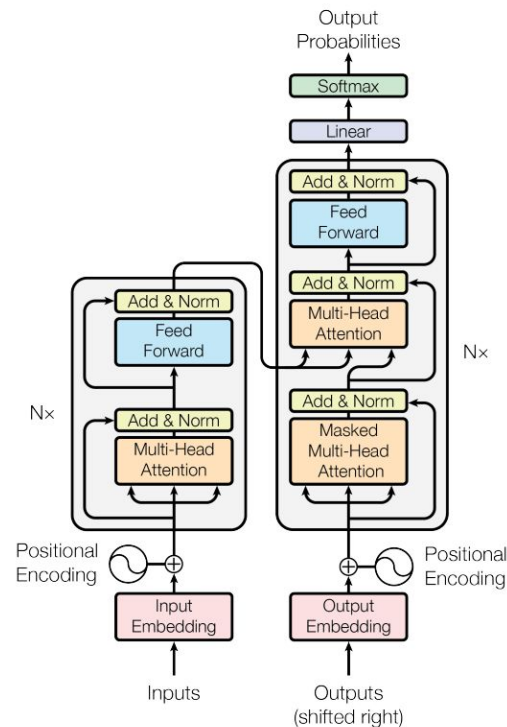 Output
Probabilities
Softmax
Linear
Add & Norm
Feed
Forward
Add & Norm
Multi-Head
Attention
Add & Norm
Masked
Multi-Head
Attention
N×
Add & Norm
Feed
Forward
Add & Norm
Multi-Head
Attention
N×
Positional
Encoding
Positional
Encoding
Input
Embedding
Output
Embedding
Inputs
Outputs
(shifted right)